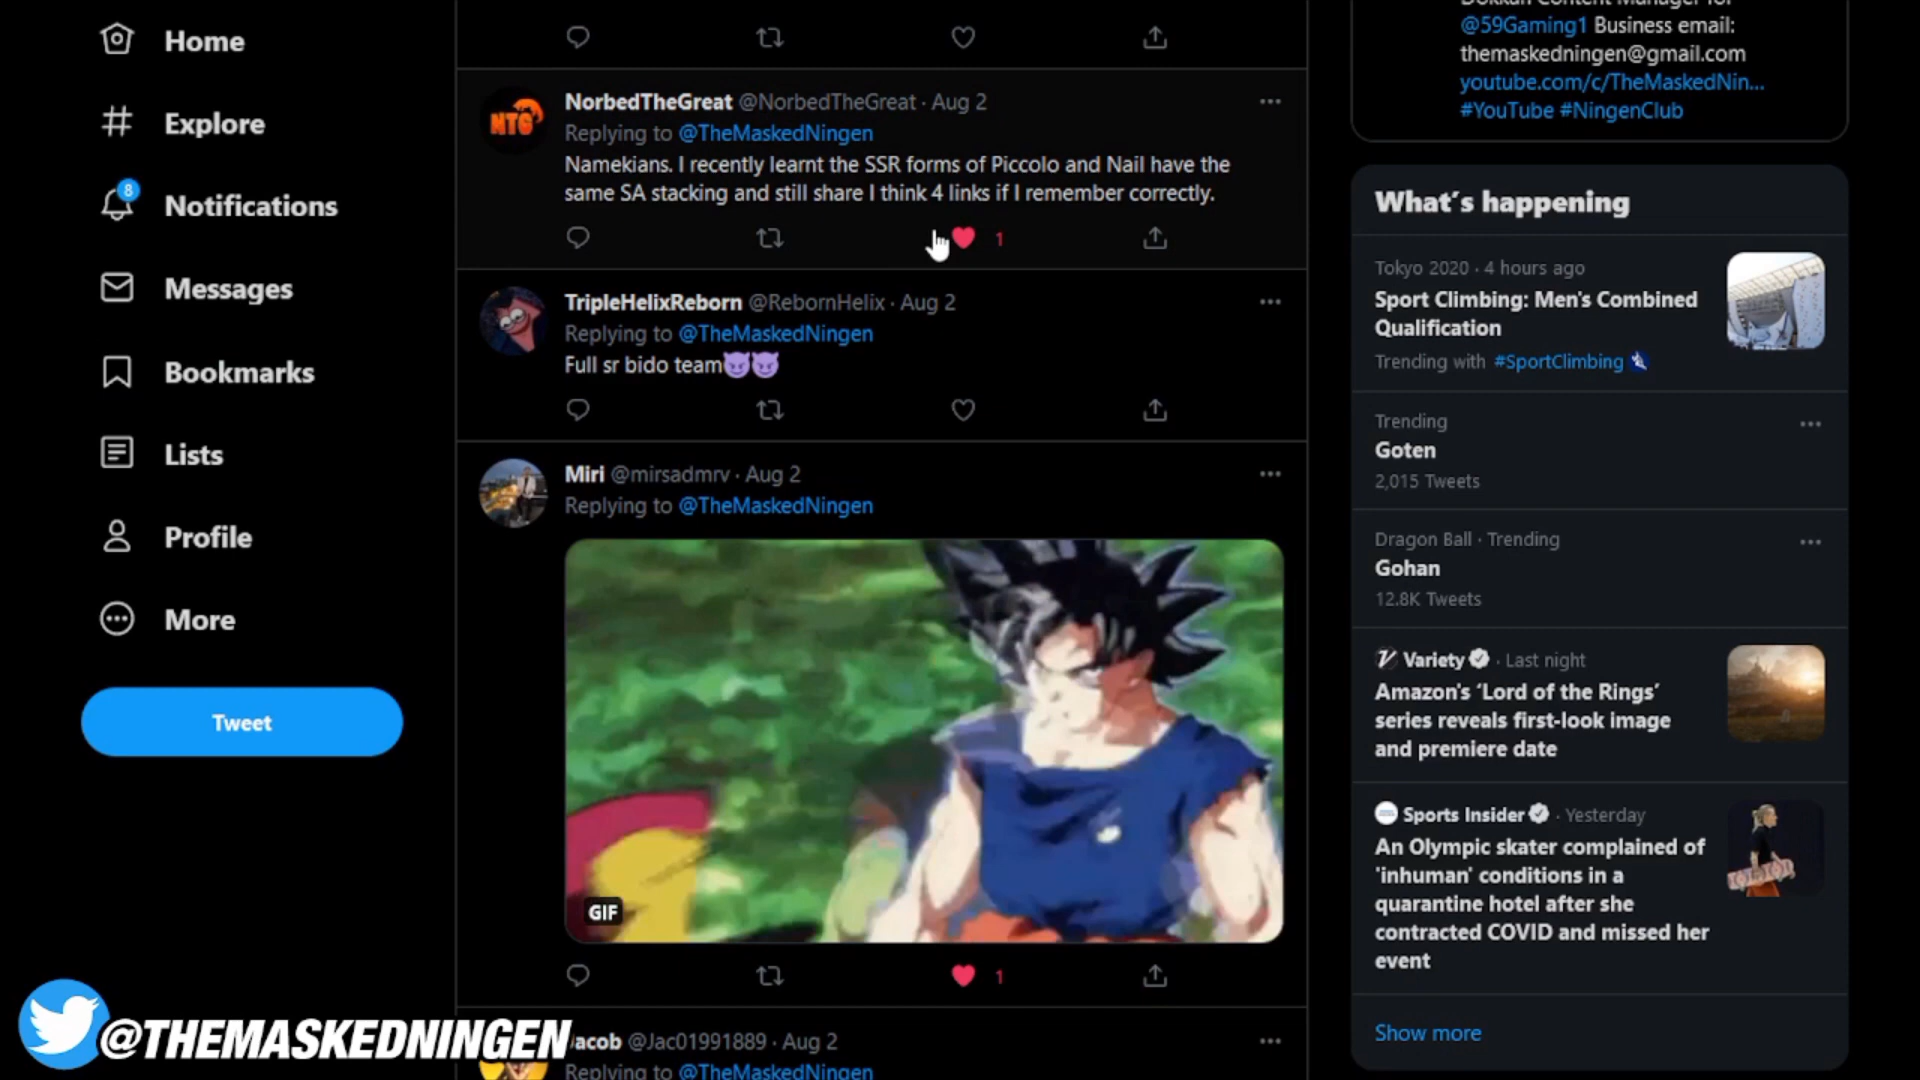 Home
Explore
8
Notifications
Messages
Bookmarks
Lists
Profile
More
Tweet
NTG
NorbedTheGreat @NorbedTheGreat · Aug 2
Replying to @TheMaskedNingen
Namekians. I recently learnt the SSR forms of Piccolo and Nail have the
same SA stacking and still share I think 4 links if I remember correctly.
1
TripleHelixReborn @RebornHelix · Aug 2
Replying to @TheMaskedNingen
Full sr bido team😈😈
Miri @mirsadmrv · Aug 2
Replying to @TheMaskedNingen
GIF
1
acob @Jac01991889 · Aug 2
Replying to @TheMaskedNingen
@THEMASKEDNINGEN
Dokkan Content Manager for
@59Gaming1 Business email:
themaskedningen@gmail.com
youtube.com/c/TheMaskedNin...
#YouTube #NingenClub
What's happening
Tokyo 2020 · 4 hours ago
Sport Climbing: Men's Combined
Qualification
Trending with #SportClimbing
Trending
Goten
2,015 Tweets
Dragon Ball · Trending
Gohan
12.8K Tweets
Variety · Last night
Amazon's 'Lord of the Rings'
series reveals first-look image
and premiere date
Sports Insider · Yesterday
An Olympic skater complained of
'inhuman' conditions in a
quarantine hotel after she
contracted COVID and missed her
event
Show more